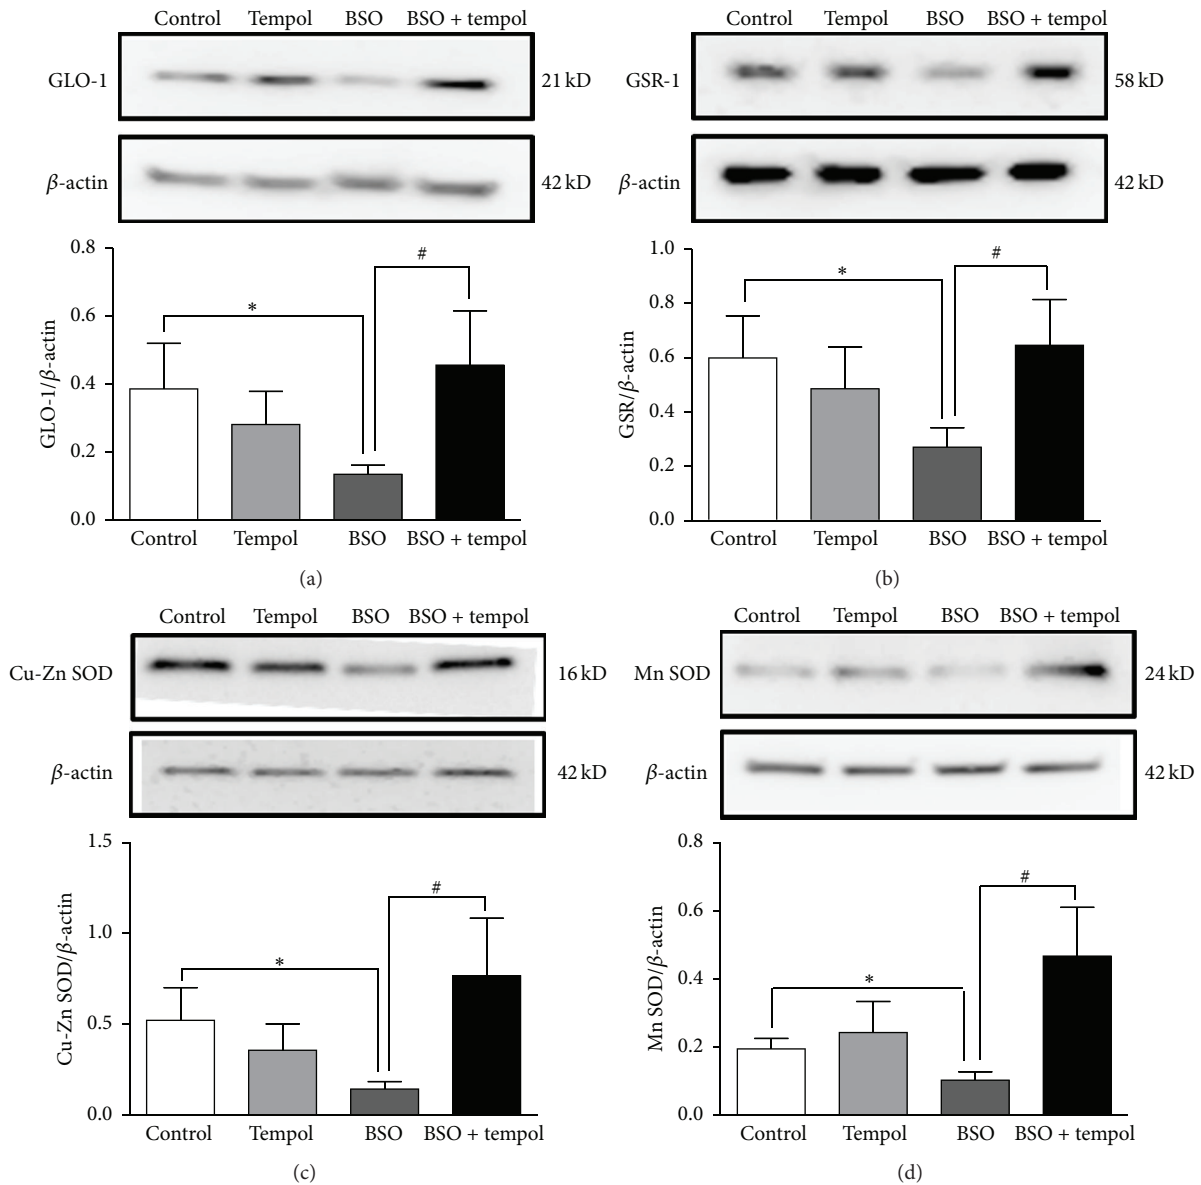 Control Tempol BSO BSO + tempol
GLO-1 21 kD
β-actin 42 kD
GLO-1/β-actin
0.8
0.6
0.4
0.2
0.0
*
#
Control Tempol BSO BSO + tempol
(a)
Control Tempol BSO BSO + tempol
GSR-1 58 kD
β-actin 42 kD
GSR/β-actin
1.0
0.8
0.6
0.4
0.2
0.0
*
#
Control Tempol BSO BSO + tempol
(b)
Control Tempol BSO BSO + tempol
Cu-Zn SOD 16 kD
β-actin 42 kD
Cu-Zn SOD/β-actin
1.5
1.0
0.5
0.0
*
#
Control Tempol BSO BSO + tempol
(c)
Control Tempol BSO BSO + tempol
Mn SOD 24 kD
β-actin 42 kD
Mn SOD/β-actin
0.8
0.6
0.4
0.2
0.0
*
#
Control Tempol BSO BSO + tempol
(d)